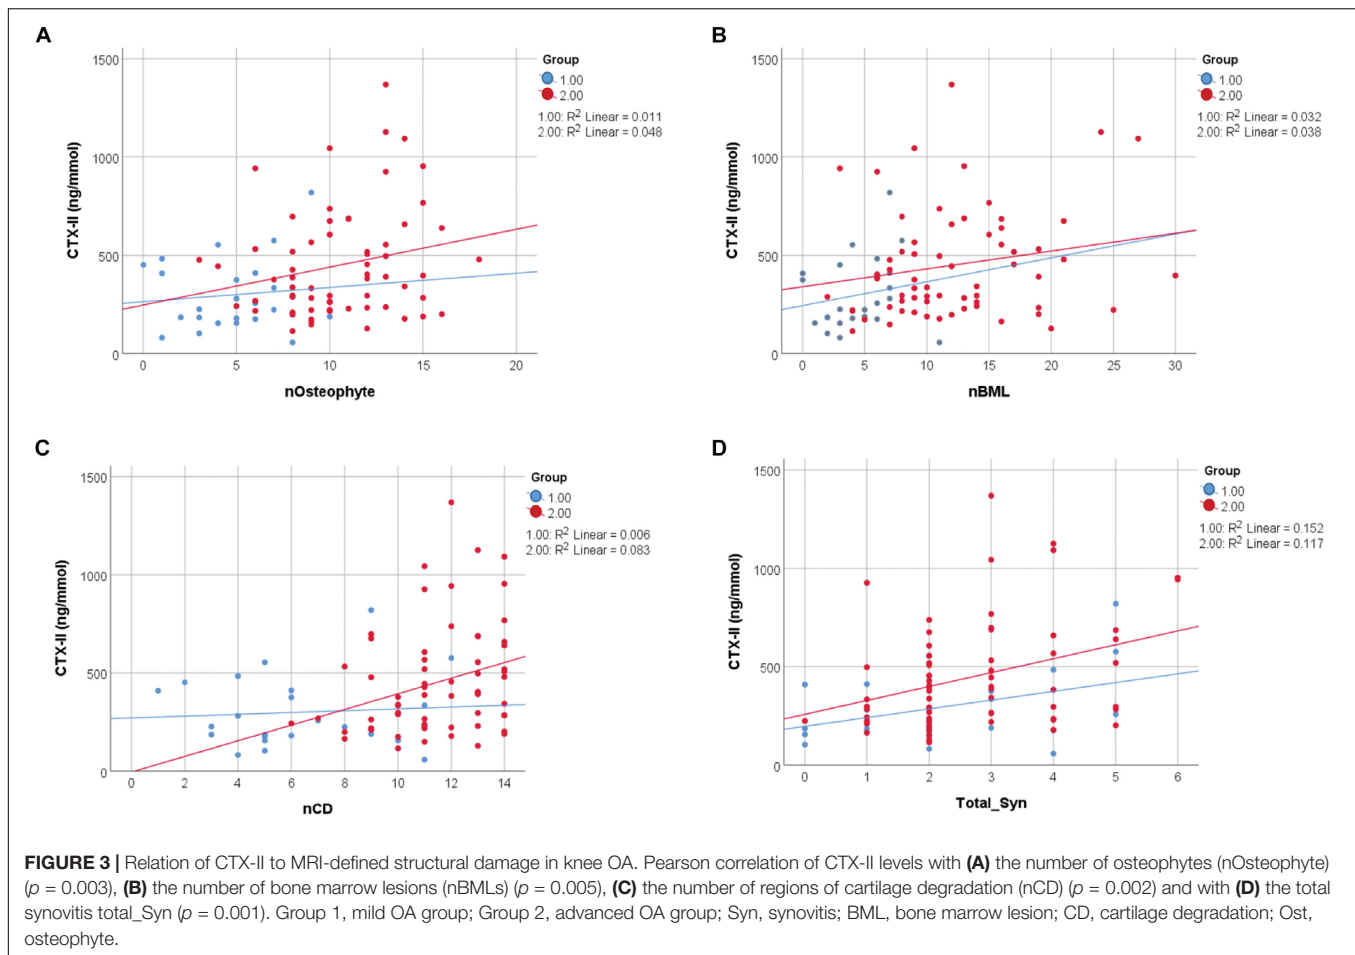 A
1500
1000
500
0
0 5 10 15 20
CTX-II (ng/mmol)
nOsteophyte
Group
1.00
2.00
1.00: R² Linear = 0.011
2.00: R² Linear = 0.048
B
1500
1000
500
0
0 5 10 15 20 25 30
CTX-II (ng/mmol)
nBML
Group
1.00
2.00
1.00: R² Linear = 0.032
2.00: R² Linear = 0.038
C
1500
1000
500
0
0 2 4 6 8 10 12 14
CTX-II (ng/mmol)
nCD
Group
1.00
2.00
1.00: R² Linear = 0.006
2.00: R² Linear = 0.083
D
1500
1000
500
0
0 1 2 3 4 5 6
CTX-II (ng/mmol)
Total_Syn
Group
1.00
2.00
1.00: R² Linear = 0.152
2.00: R² Linear = 0.117
FIGURE 3 | Relation of CTX-II to MRI-defined structural damage in knee OA. Pearson correlation of CTX-II levels with (A) the number of osteophytes (nOsteophyte)
(p = 0.003), (B) the number of bone marrow lesions (nBMLs) (p = 0.005), (C) the number of regions of cartilage degradation (nCD) (p = 0.002) and with (D) the total
synovitis total_Syn (p = 0.001). Group 1, mild OA group; Group 2, advanced OA group; Syn, synovitis; BML, bone marrow lesion; CD, cartilage degradation; Ost,
osteophyte.